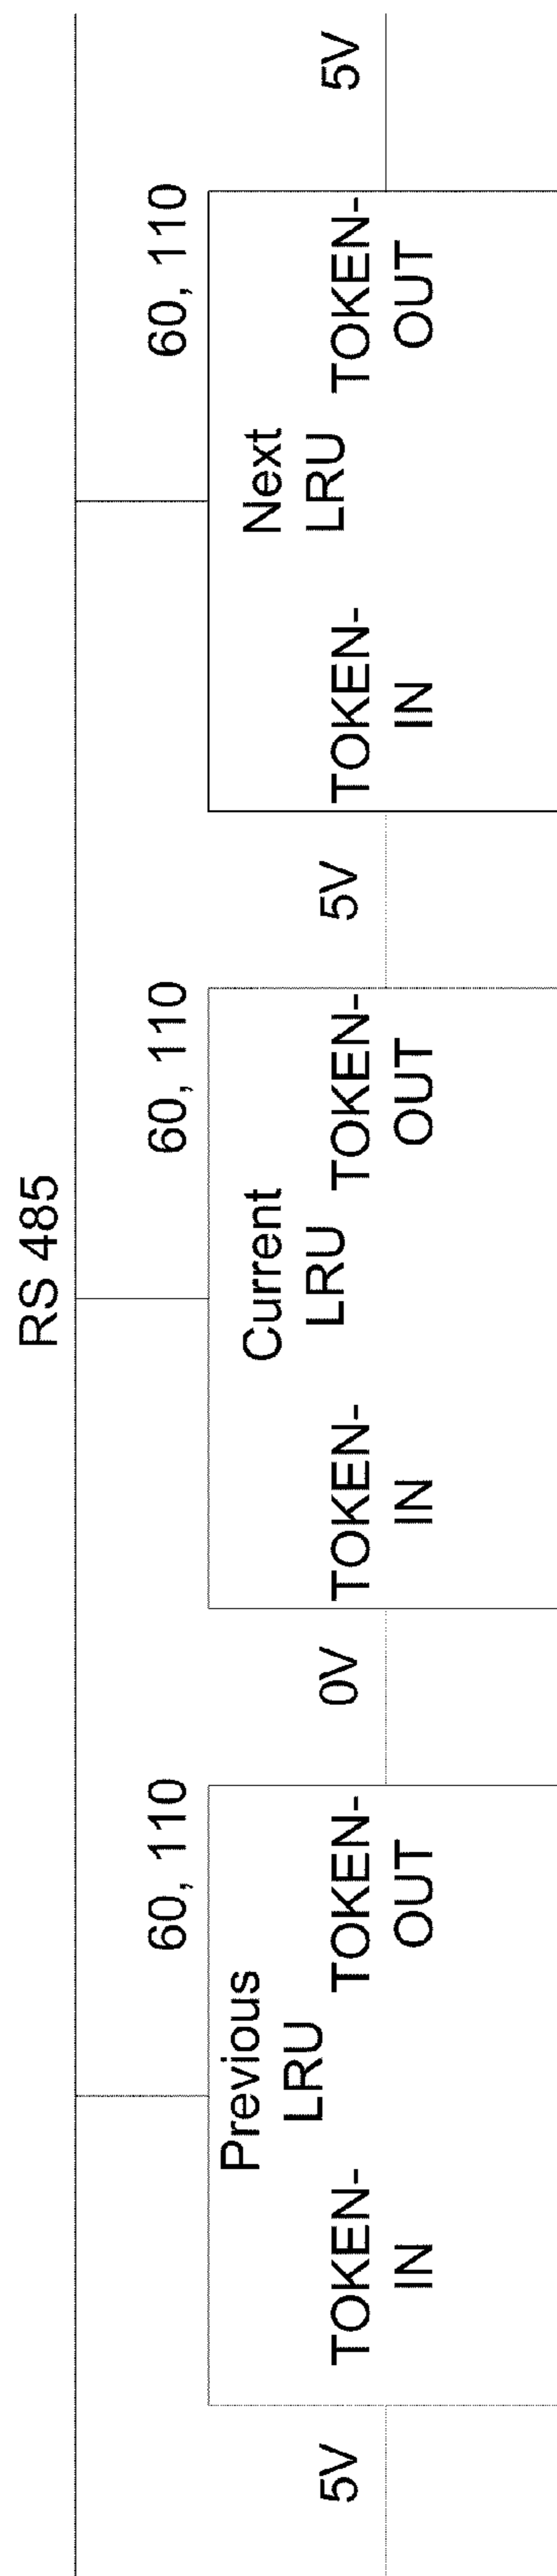 RS 485
60, 110
60, 110
60, 110
Previous
LRU
Current
LRU
Next
LRU
5V
TOKEN-
IN
TOKEN-
OUT
0V
TOKEN-
IN
TOKEN-
OUT
5V
TOKEN-
IN
TOKEN-
OUT
5V